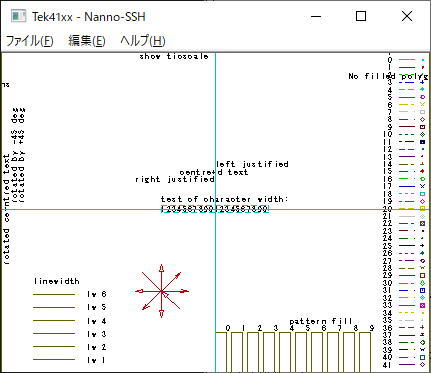 Tek41xx - Nanno-SSH
ファイル(F) 編集(E) ヘルプ(H)
show ticscale
No filled polyg
ns
rotated centred text
rotated by -45 deg
rotated by +45 deg
left justified
centred text
right justified
test of character width:
12345678901234567890
linewidth
lw 6
lw 5
lw 4
lw 3
lw 2
lw 1
pattern fill
0 1 2 3 4 5 6 7 8 9
0
1
2
3
4
5
6
7
8
9
10
11
12
13
14
15
16
17
18
19
20
21
22
23
24
25
26
27
28
29
30
31
32
33
34
35
36
37
38
39
40
41